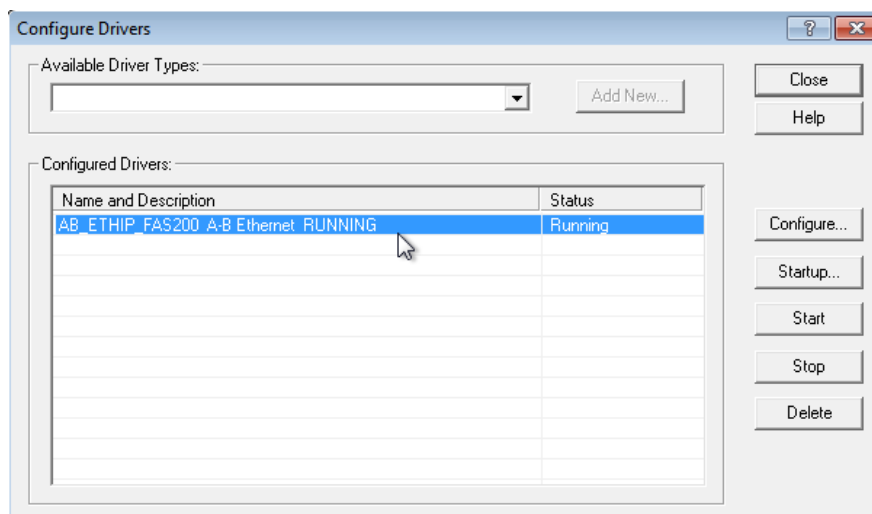 Configure Drivers
Available Driver Types:
Add New...
Close
Help
Configured Drivers:
Name and Description Status
AB_ETHIP_FAS200 A-B Ethernet RUNNING Running
Configure...
Startup...
Start
Stop
Delete